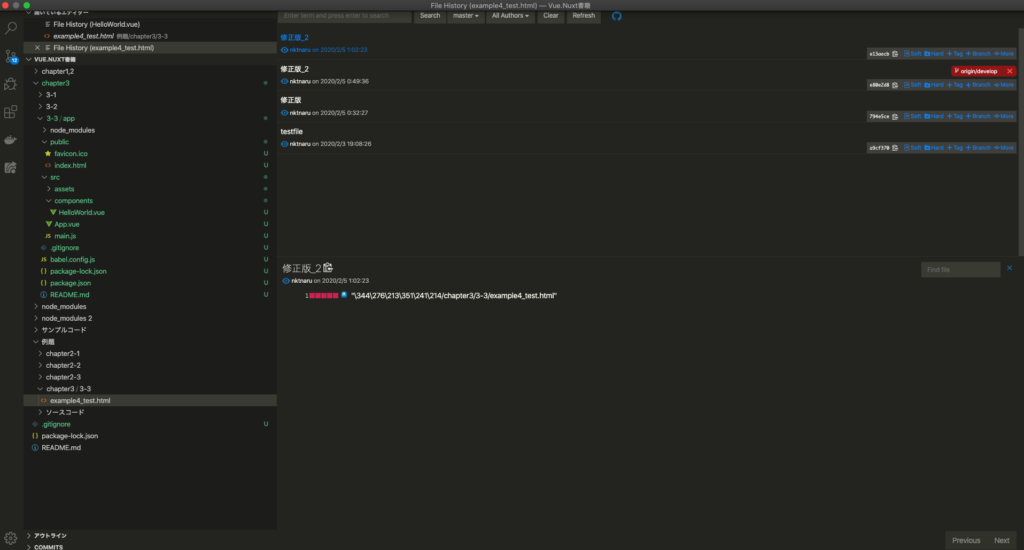 File History (example4_test.html) — Vue.Nuxt書籍
開いているエディター
File History (HelloWorld.vue)
example4_test.html 例題/chapter3/3-3
File History (example4_test.html)
VUE.NUXT書籍
chapter1,2
chapter3
3-1
3-2
3-3 / app
node_modules
public
favicon.ico U
index.html U
src
assets
components
HelloWorld.vue U
App.vue U
JS main.js U
.gitignore U
JS babel.config.js U
package-lock.json U
package.json U
README.md U
node_modules
node_modules 2
サンプルコード
例題
chapter2-1
chapter2-2
chapter2-3
chapter3 / 3-3
example4_test.html
ソースコード
.gitignore U
package-lock.json
README.md
アウトライン
COMMITS
12
Enter term and press enter to search Search master All Authors Clear Refresh
修正版_2
nktnaru on 2020/2/5 1:02:23
Soft Hard + Tag + Branch More
修正版_2
origin/develop
nktnaru on 2020/2/5 0:49:36
Soft Hard + Tag + Branch More
修正版
nktnaru on 2020/2/5 0:32:27
794e5ce Soft Hard + Tag + Branch More
testfile
nktnaru on 2020/2/3 19:08:26
a9cf370 Soft Hard + Tag + Branch More
修正版_2
Find file
nktnaru on 2020/2/5 1:02:23
1 "\344\276\213\351\241\214/chapter3/3-3/example4_test.html"
Previous Next